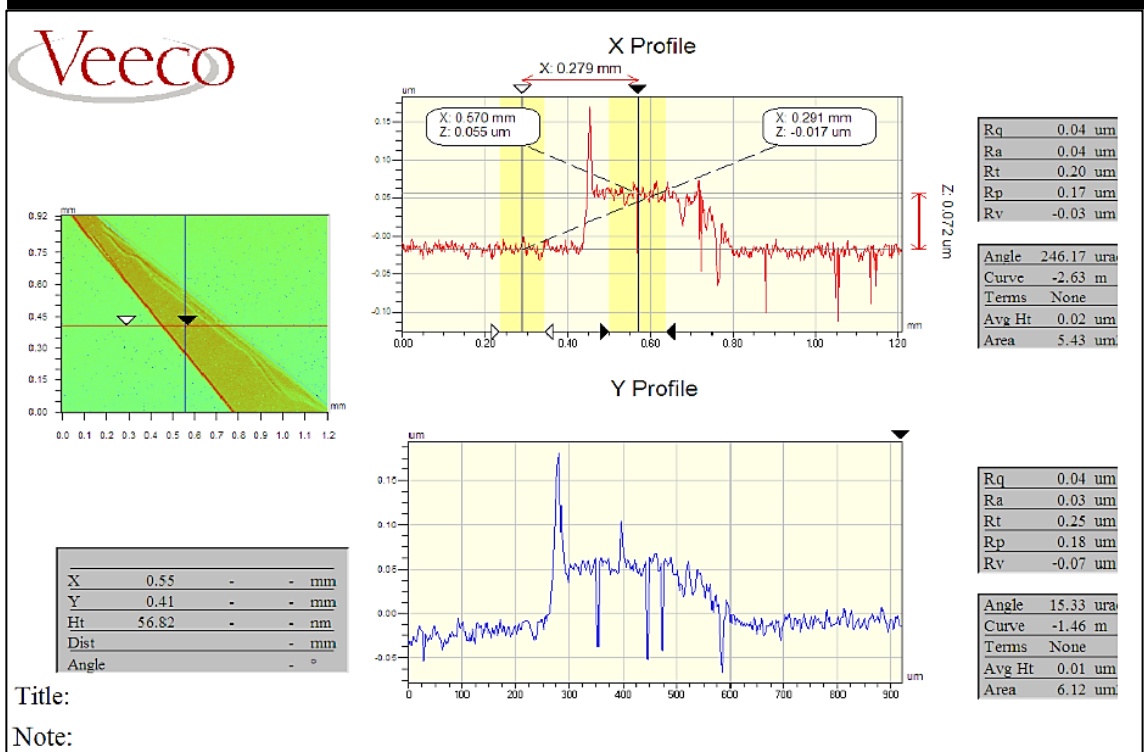 Veeco
X Profile
X: 0.279 mm
um
X: 0.570 mm
Z: 0.055 um
X: 0.291 mm
Z: -0.017 um
0.15
0.10
0.05
-0.00
-0.05
-0.10
mm
0.00 0.20 0.40 0.60 0.80 1.00 1.20
Z: 0.072 um
Rq 0.04 um
Ra 0.04 um
Rt 0.20 um
Rp 0.17 um
Rv -0.03 um
Angle 246.17 urad
Curve -2.63 m
Terms None
Avg Ht 0.02 um
Area 5.43 um
mm
0.92
0.75
0.60
0.45
0.30
0.15
0.00
mm
0.0 0.1 0.2 0.3 0.4 0.5 0.6 0.7 0.8 0.9 1.0 1.1 1.2
Y Profile
um
0.15
0.10
0.05
0.00
-0.05
um
0 100 200 300 400 500 600 700 800 900
Rq 0.04 um
Ra 0.03 um
Rt 0.25 um
Rp 0.18 um
Rv -0.07 um
Angle 15.33 urad
Curve -1.46 m
Terms None
Avg Ht 0.01 um
Area 6.12 um
X 0.55 - - mm
Y 0.41 - - mm
Ht 56.82 - - nm
Dist - mm
Angle - °
Title:
Note: